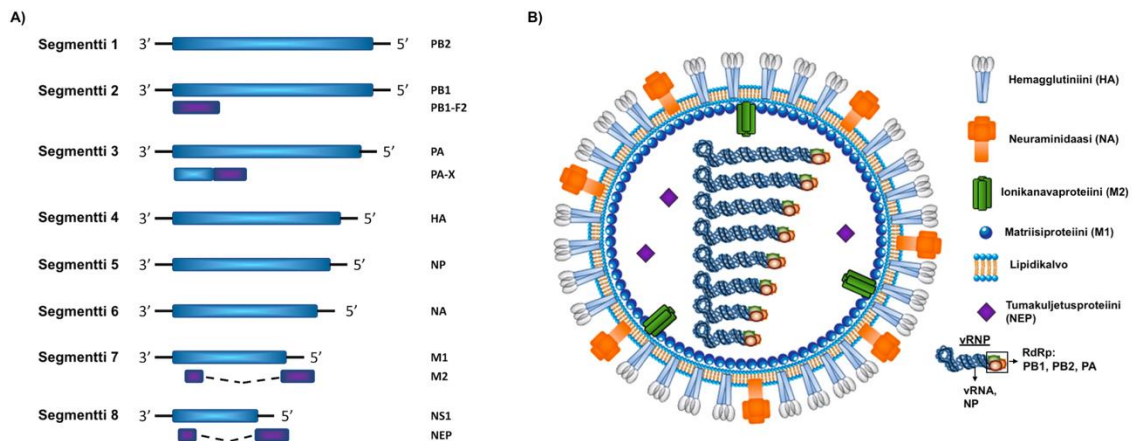 A)
Segmentti 1 3’ 5’ PB2
Segmentti 2 3’ 5’ PB1
PB1-F2
Segmentti 3 3’ 5’ PA
PA-X
Segmentti 4 3’ 5’ HA
Segmentti 5 3’ 5’ NP
Segmentti 6 3’ 5’ NA
Segmentti 7 3’ 5’ M1
M2
Segmentti 8 3’ 5’ NS1
NEP
B)
Hemagglutiniini (HA)
Neuraminidaasi (NA)
Ionikanavaproteiini (M2)
Matriisiproteiini (M1)
Lipidikalvo
Tumakuljetusproteiini
(NEP)
vRNP
RdRp:
PB1, PB2, PA
vRNA,
NP